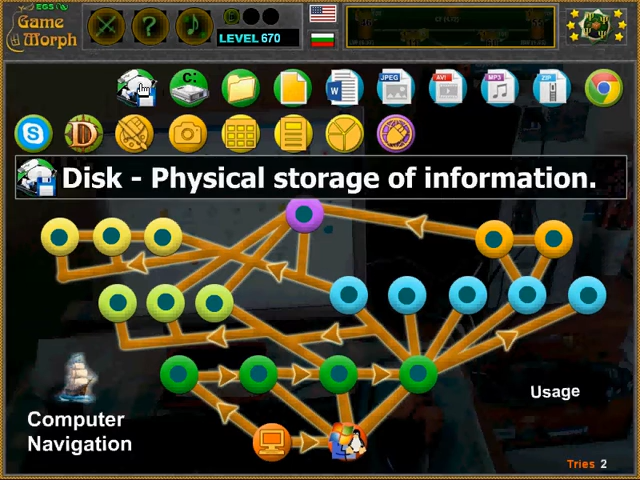 EGS
Game
Morph
LEVEL 670
C:
W
JPEG
AVI
MP3
ZIP
S
D
Disk - Physical storage of information.
Computer
Navigation
Usage
Tries 2